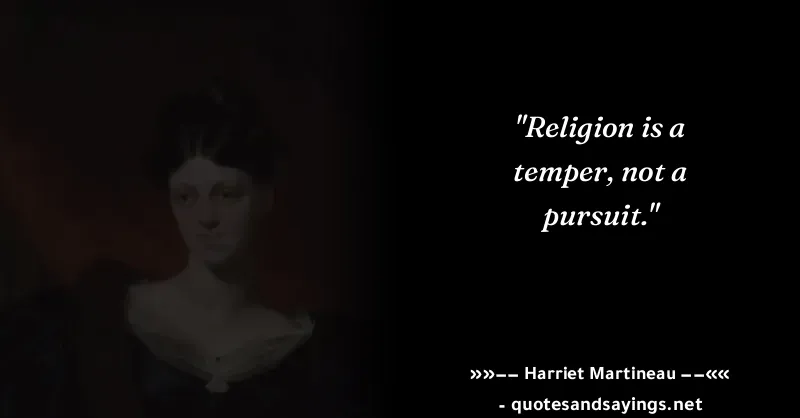 "Religion is a
temper, not a
pursuit."
»»−− Harriet Martineau −−««
- quotesandsayings.net